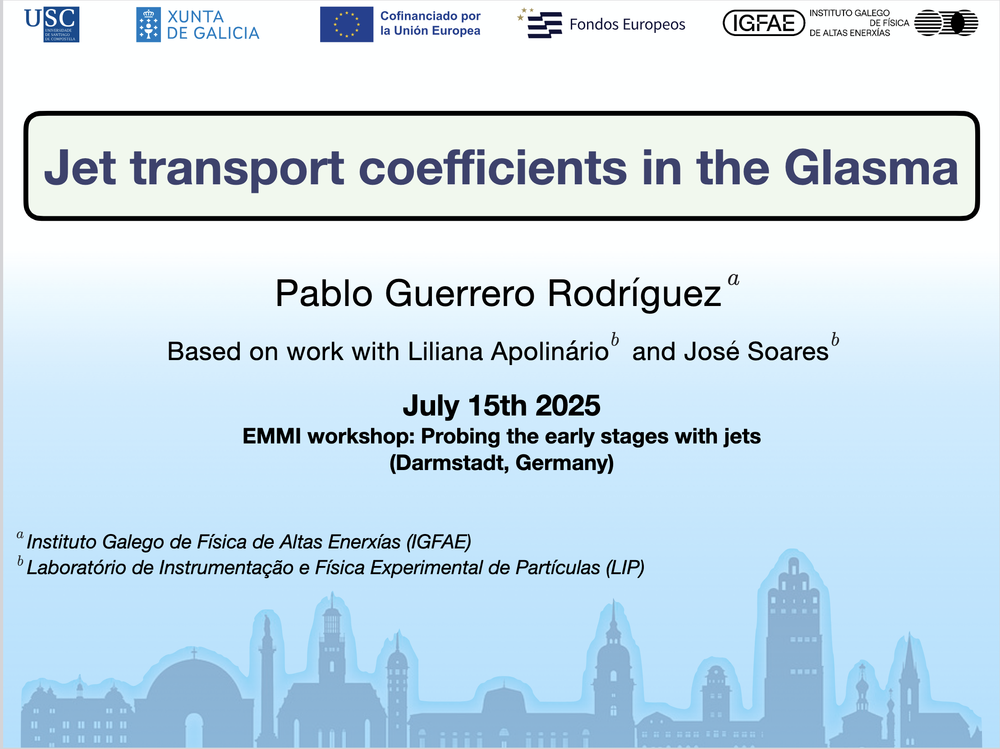 USC
UNIVERSIDADE
DE SANTIAGO
DE COMPOSTELA
XUNTA
DE GALICIA
Cofinanciado por
la Unión Europea
Fondos Europeos
IGFAE
INSTITUTO GALEGO
DE FÍSICA
DE ALTAS ENERXÍAS
Jet transport coefficients in the Glasma
Pablo Guerrero Rodríguez a
Based on work with Liliana Apolinário b and José Soares b
July 15th 2025
EMMI workshop: Probing the early stages with jets
(Darmstadt, Germany)
a Instituto Galego de Física de Altas Enerxías (IGFAE)
b Laboratório de Instrumentação e Física Experimental de Partículas (LIP)